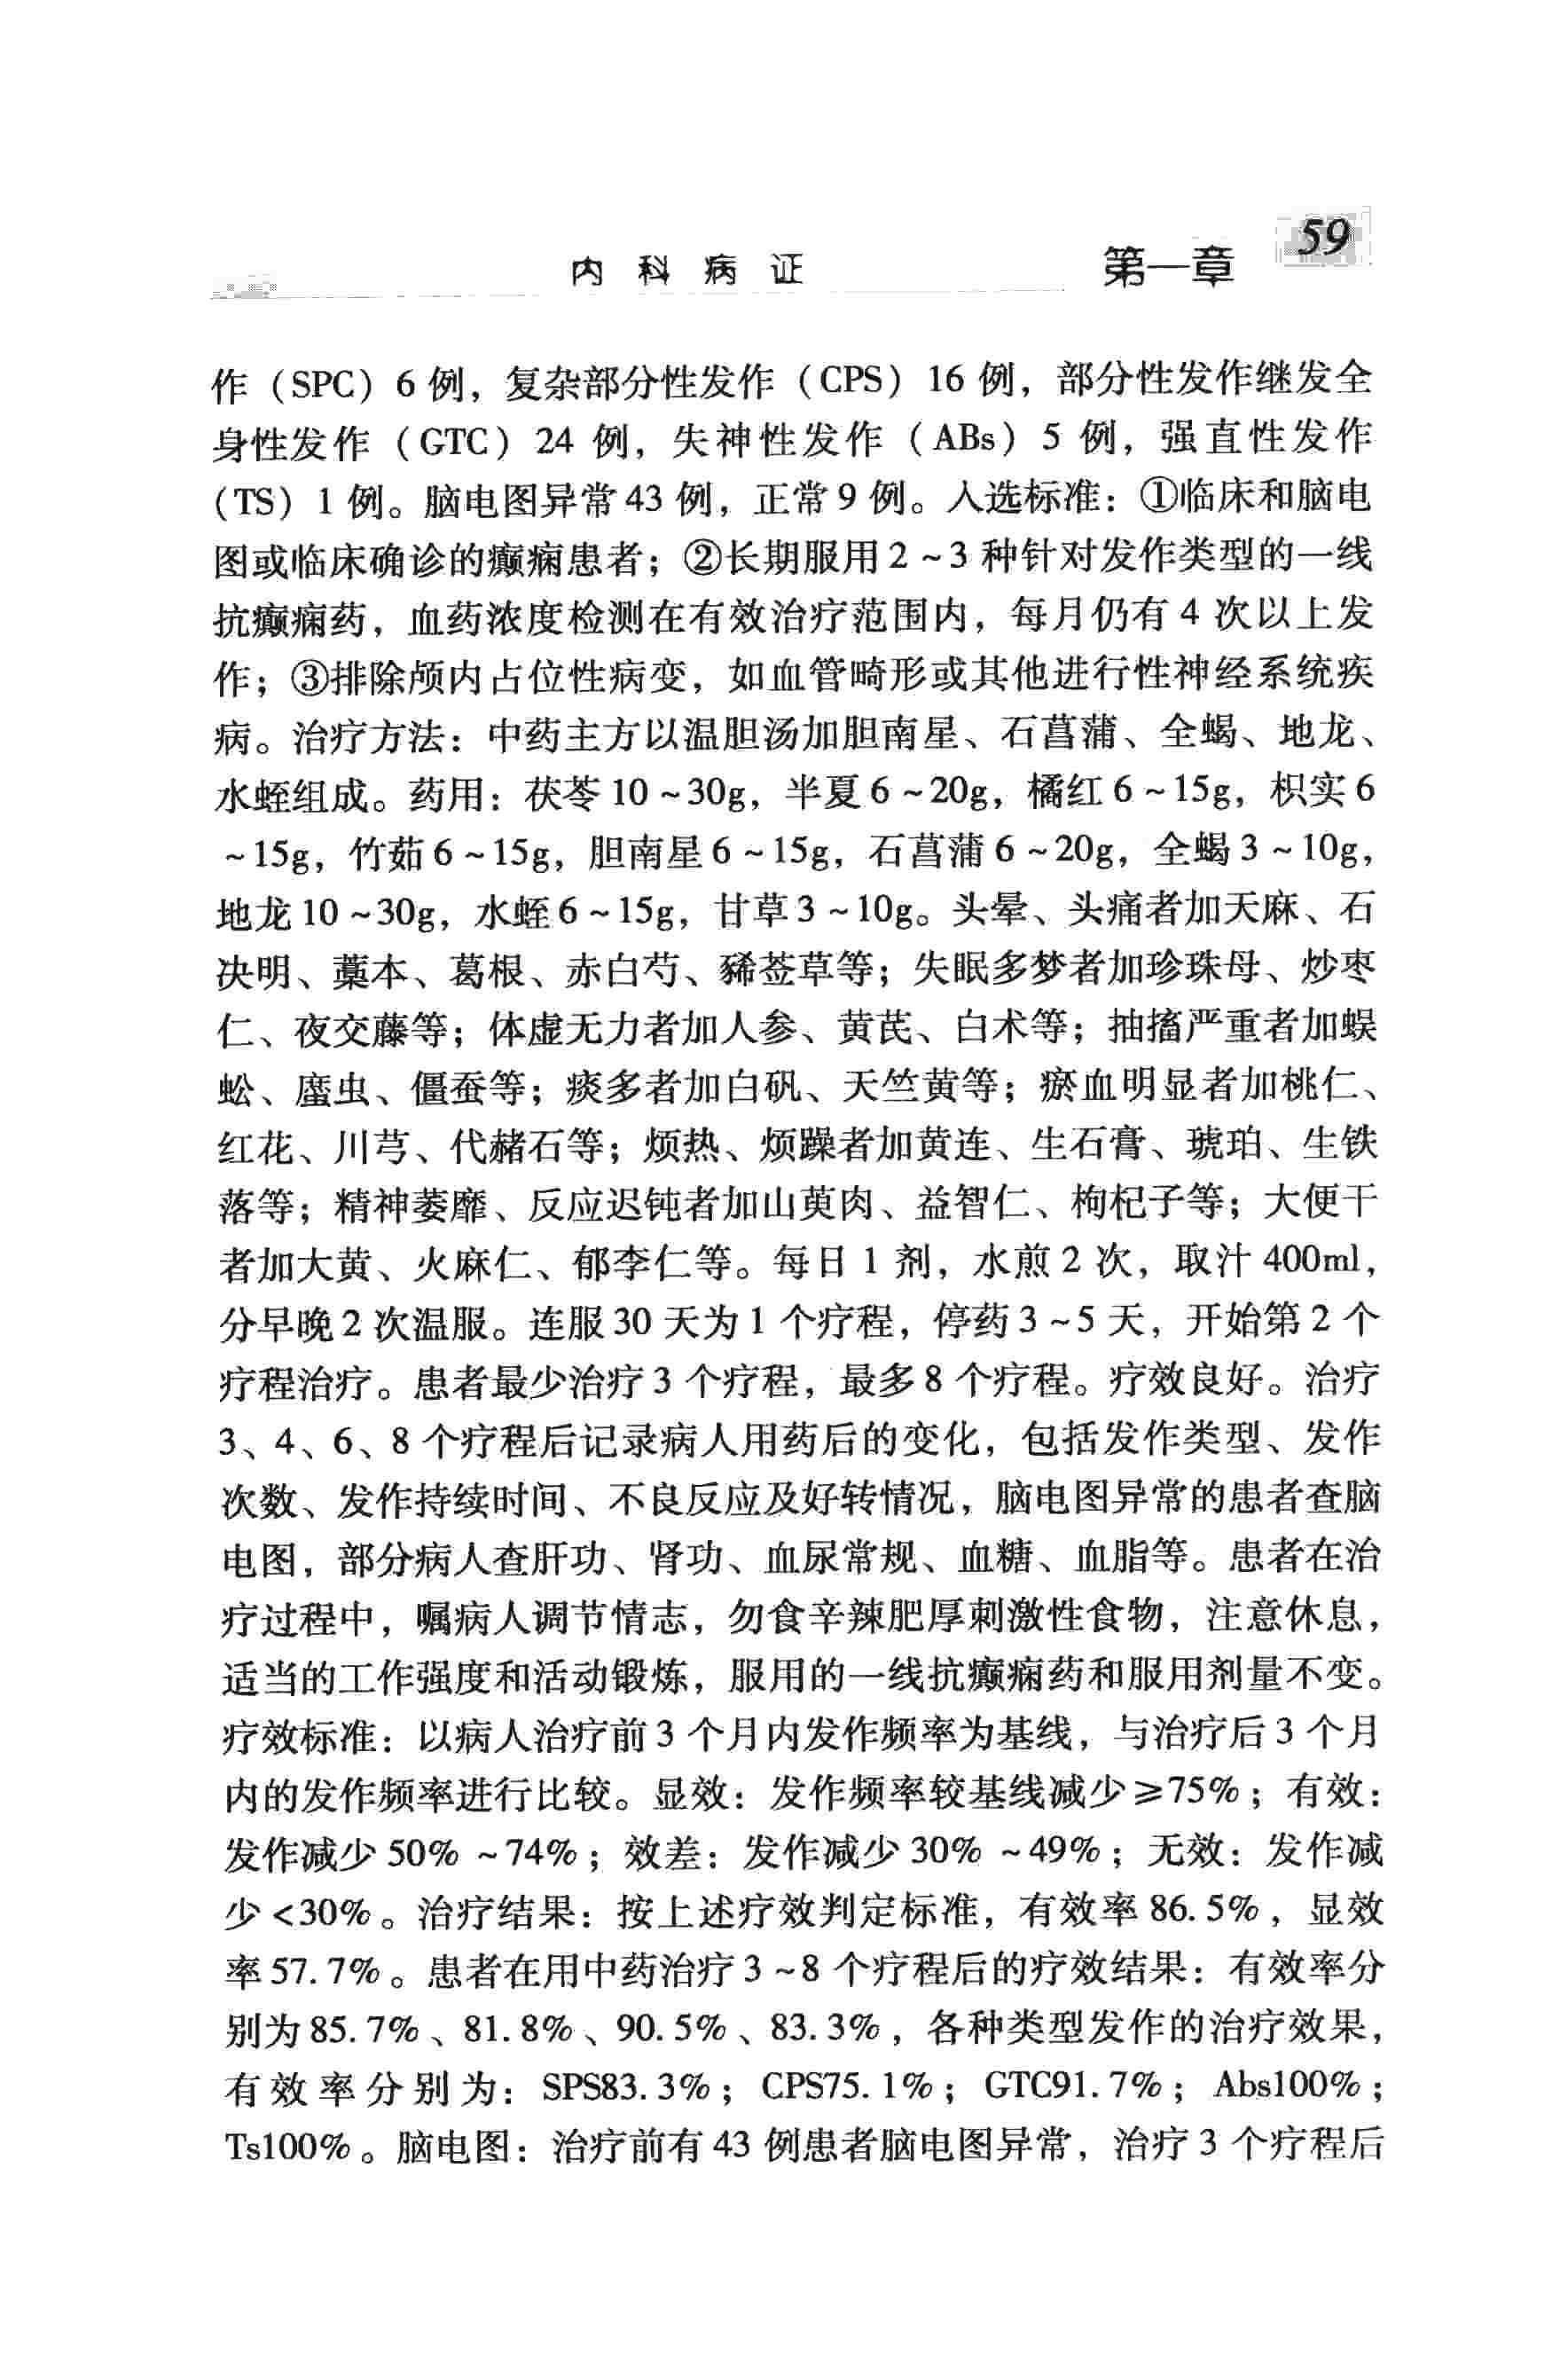 内科病证 第一章 59
作（SPC）6 例，复杂部分性发作（CPS）16 例，部分性发作继发全
身性发作（GTC）24 例，失神性发作（ABs）5 例，强直性发作
（TS）1 例。脑电图异常 43 例，正常 9 例。入选标准：①临床和脑电
图或临床确诊的癫痫患者；②长期服用 2 ~3 种针对发作类型的一线
抗癫痫药，血药浓度检测在有效治疗范围内，每月仍有 4 次以上发
作；③排除颅内占位性病变，如血管畸形或其他进行性神经系统疾
病。治疗方法：中药主方以温胆汤加胆南星、石菖蒲、全蝎、地龙、
水蛭组成。药用：茯苓 10 ~30g，半夏 6 ~20g，橘红 6 ~15g，枳实 6
~15g，竹茹 6 ~15g，胆南星 6 ~15g，石菖蒲 6 ~20g，全蝎 3 ~10g，
地龙 10 ~30g，水蛭 6 ~15g，甘草 3 ~10g。头晕、头痛者加天麻、石
决明、藁本、葛根、赤白芍、豨莶草等；失眠多梦者加珍珠母、炒枣
仁、夜交藤等；体虚无力者加人参、黄芪、白术等；抽搐严重者加蜈
蚣、䗪虫、僵蚕等；痰多者加白矾、天竺黄等；瘀血明显者加桃仁、
红花、川芎、代赭石等；烦热、烦躁者加黄连、生石膏、琥珀、生铁
落等；精神萎靡、反应迟钝者加山萸肉、益智仁、枸杞子等；大便干
者加大黄、火麻仁、郁李仁等。每日 1 剂，水煎 2 次，取汁 400ml，
分早晚 2 次温服。连服 30 天为 1 个疗程，停药 3 ~5 天，开始第 2 个
疗程治疗。患者最少治疗 3 个疗程，最多 8 个疗程。疗效良好。治疗
3、4、6、8 个疗程后记录病人用药后的变化，包括发作类型、发作
次数、发作持续时间、不良反应及好转情况，脑电图异常的患者查脑
电图，部分病人查肝功、肾功、血尿常规、血糖、血脂等。患者在治
疗过程中，嘱病人调节情志，勿食辛辣肥厚刺激性食物，注意休息，
适当的工作强度和活动锻炼，服用的一线抗癫痫药和服用剂量不变。
疗效标准：以病人治疗前 3 个月内发作频率为基线，与治疗后 3 个月
内的发作频率进行比较。显效：发作频率较基线减少≥75%；有效：
发作减少 50% ~74%；效差：发作减少 30% ~49%；无效：发作减
少 <30%。治疗结果：按上述疗效判定标准，有效率 86.5%，显效
率 57.7%。患者在用中药治疗 3 ~8 个疗程后的疗效结果：有效率分
别为 85.7%、81.8%、90.5%、83.3%，各种类型发作的治疗效果，
有效率分别为：SPS83.3%；CPS75.1%；GTC91.7%；Abs100%；
Ts100%。脑电图：治疗前有 43 例患者脑电图异常，治疗 3 个疗程后